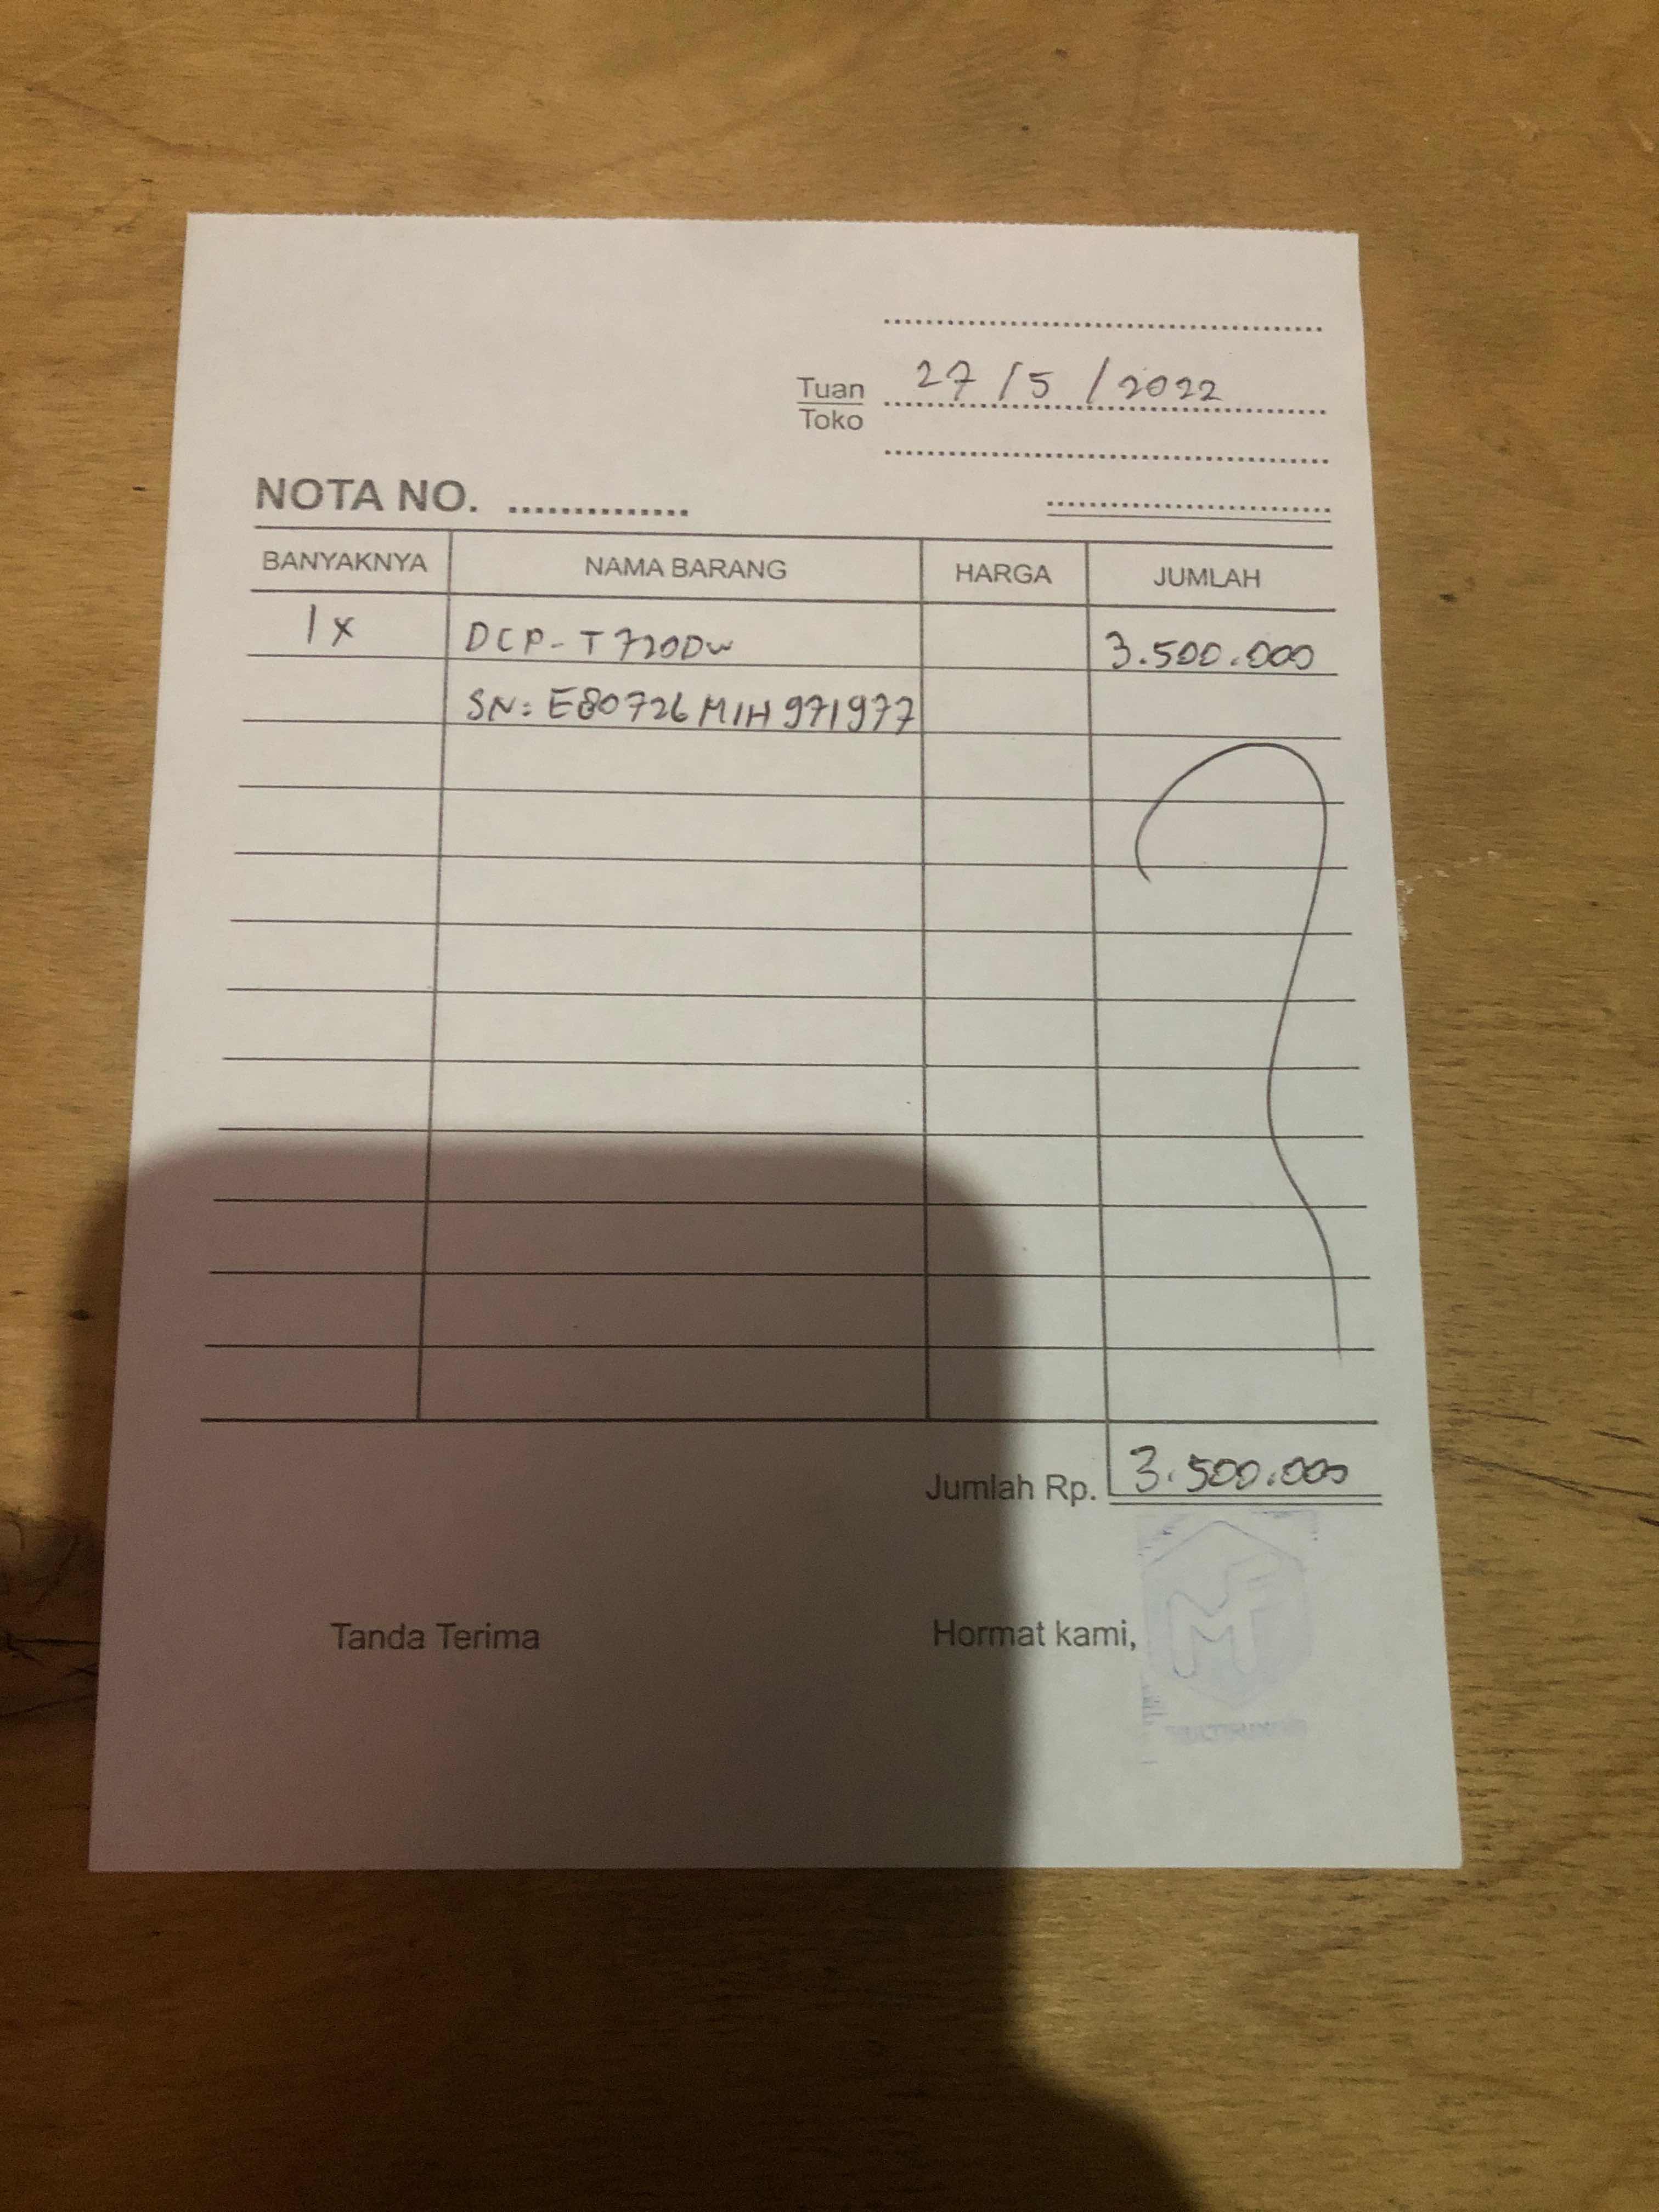 27/5/2022
Tuan
Toko
NOTA NO. ..............
BANYAKNYA NAMA BARANG HARGA JUMLAH
1x DCP-T720DW 3.500.000
SN: E80726M1H971977
Jumlah Rp. 3.500.000
Tanda Terima Hormat kami,
MF